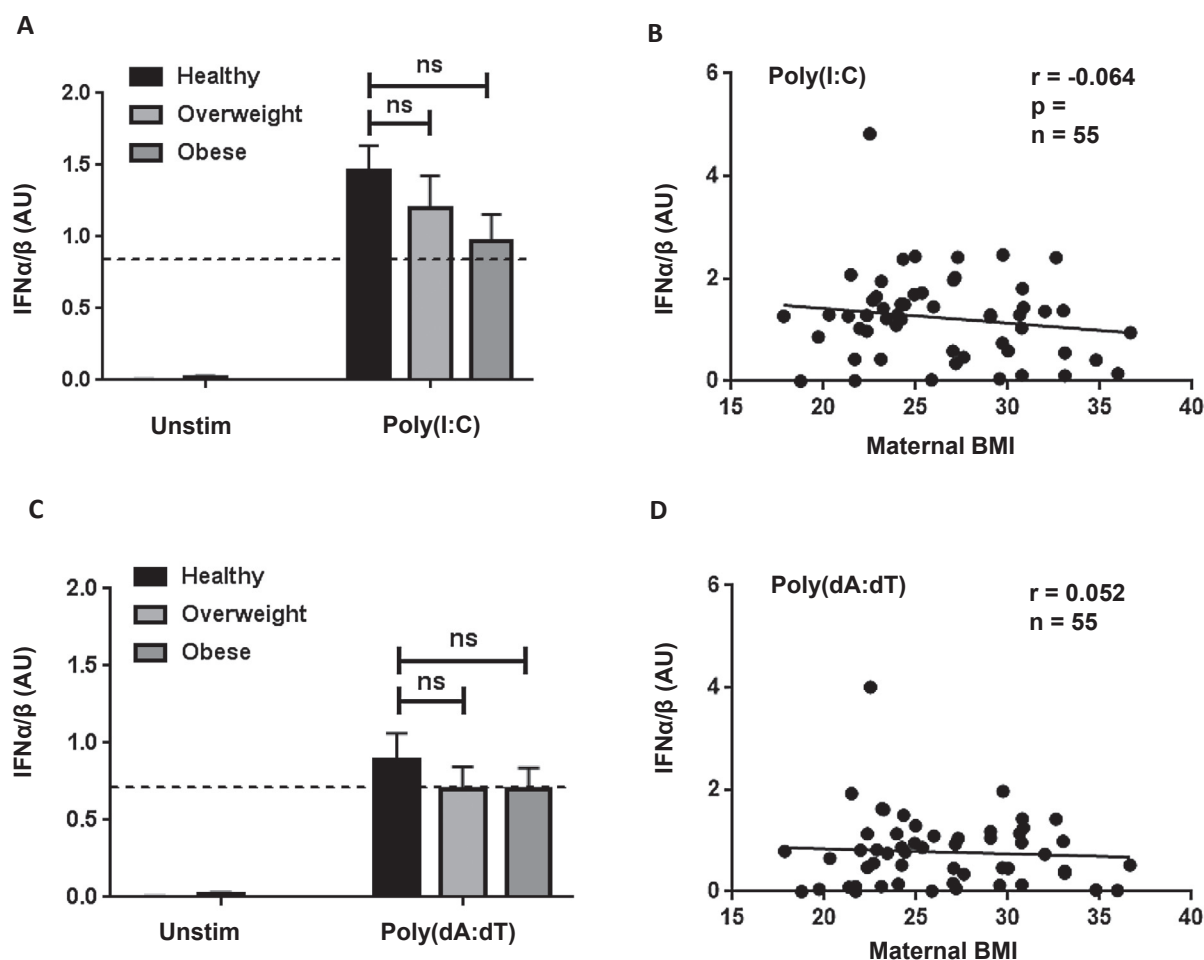 A
Healthy
Overweight
Obese
ns
ns
2.0
1.5
1.0
0.5
0.0
IFNα/β (AU)
Unstim
Poly(I:C)
B
Poly(I:C)
r = -0.064
p =
n = 55
6
4
2
0
IFNα/β (AU)
15
20
25
30
35
40
Maternal BMI
C
Healthy
Overweight
Obese
ns
ns
2.0
1.5
1.0
0.5
0.0
IFNα/β (AU)
Unstim
Poly(dA:dT)
D
Poly(dA:dT)
r = 0.052
n = 55
6
4
2
0
IFNα/β (AU)
15
20
25
30
35
40
Maternal BMI